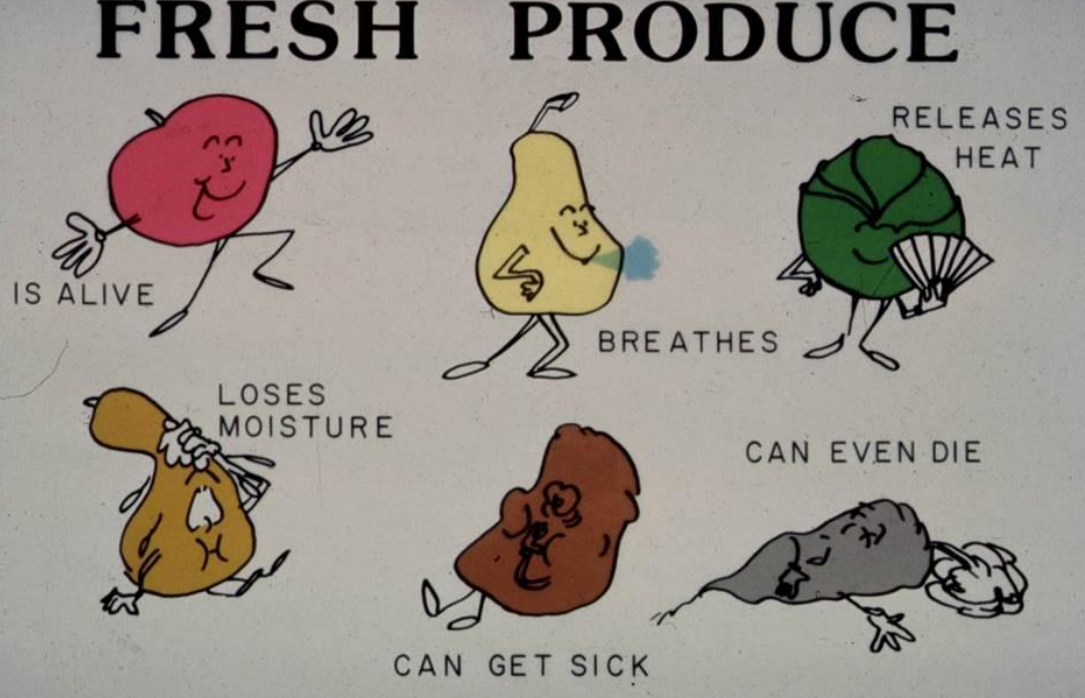 FRESH PRODUCE
IS ALIVE
BREATHES
RELEASES
HEAT
LOSES
MOISTURE
CAN GET SICK
CAN EVEN DIE